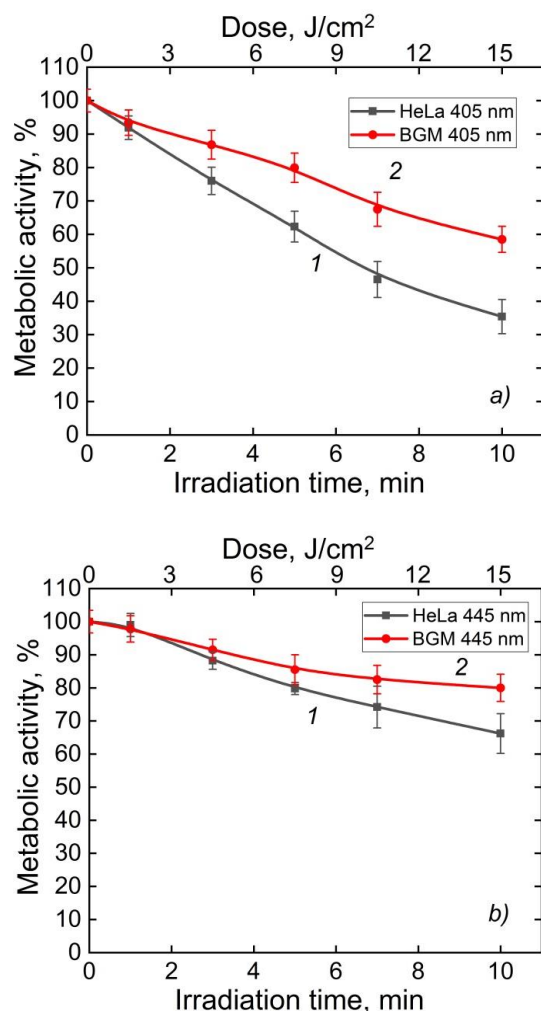 Dose, J/cm²
0 3 6 9 12 15
110
100
90
80
70
60
50
40
30
20
10
0
Metabolic activity, %
HeLa 405 nm
BGM 405 nm
2
1
a)
0 2 4 6 8 10
Irradiation time, min
Dose, J/cm²
0 3 6 9 12 15
110
100
90
80
70
60
50
40
30
20
10
0
Metabolic activity, %
HeLa 445 nm
BGM 445 nm
2
1
b)
0 2 4 6 8 10
Irradiation time, min